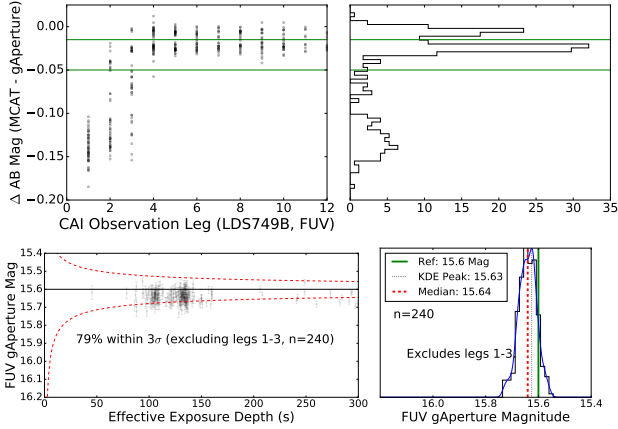 0.00
−0.05
−0.10
−0.15
−0.20
Δ AB Mag (MCAT - gAperture)
0 2 4 6 8 10 12
CAI Observation Leg (LDS749B, FUV)
0 5 10 15 20 25 30 35
15.4
15.5
15.6
15.7
15.8
15.9
16.0
16.1
16.2
FUV gAperture Mag
79% within 3σ (excluding legs 1-3, n=240)
0 50 100 150 200 250 300
Effective Exposure Depth (s)
Ref: 15.6 Mag
KDE Peak: 15.63
Median: 15.64
n=240
Excludes legs 1-3
16.0 15.8 15.6 15.4
FUV gAperture Magnitude